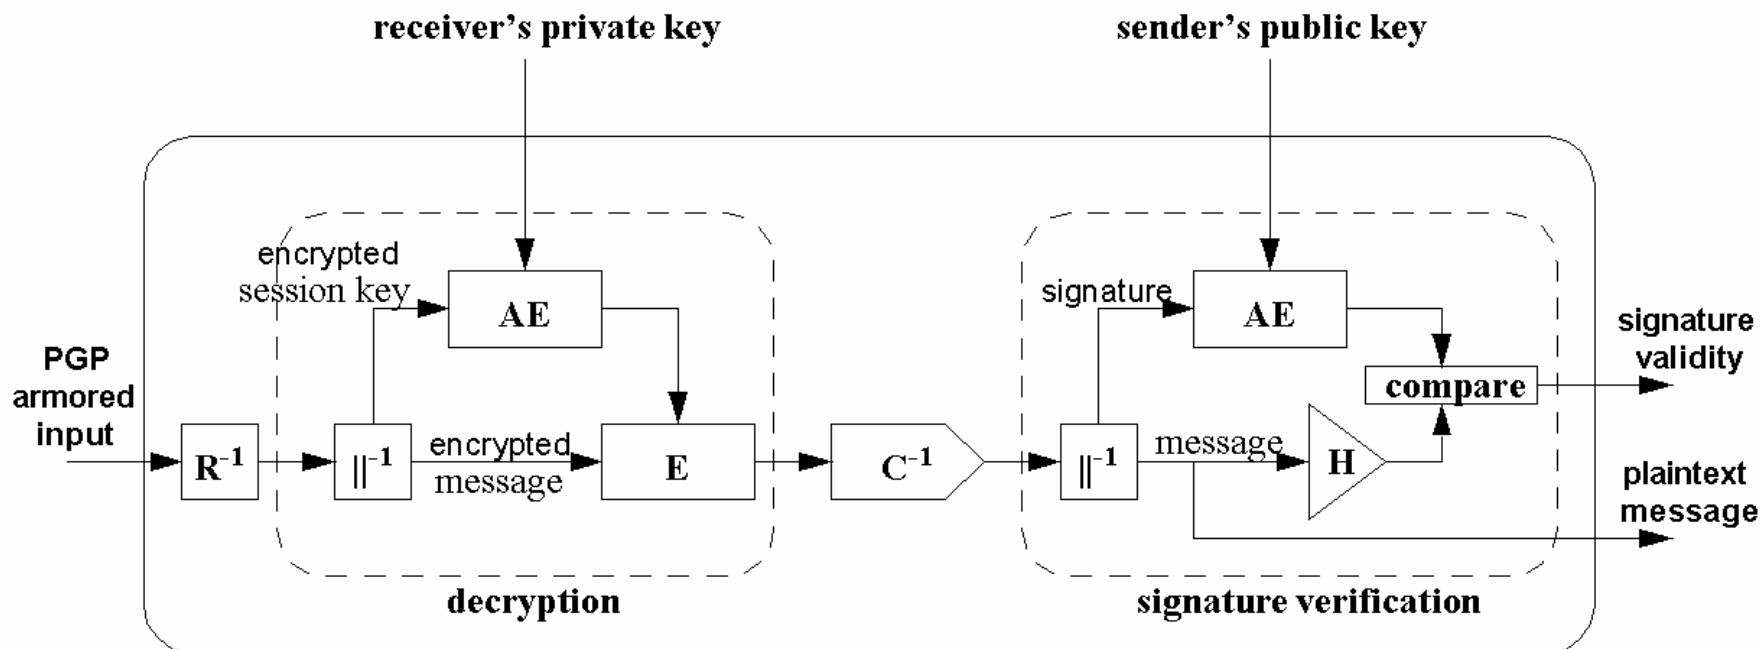 receiver's private key
sender's public key
encrypted
session key
AE
signature
AE
signature
validity
PGP
armored
input
compare
R-1
||-1
encrypted
message
E
C-1
||-1
message
H
plaintext
message
decryption
signature verification